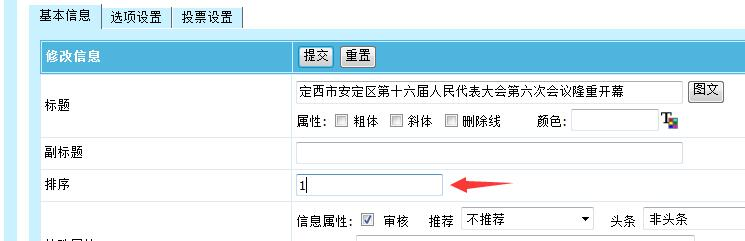 基本信息 选项设置 投票设置
修改信息 提交 重置
标题 定西市安定区第十六届人民代表大会第六次会议隆重开幕 图文
属性: 粗体 斜体 删除线 颜色: T
副标题
排序 1
信息属性: 审核 推荐 不推荐 头条 非头条